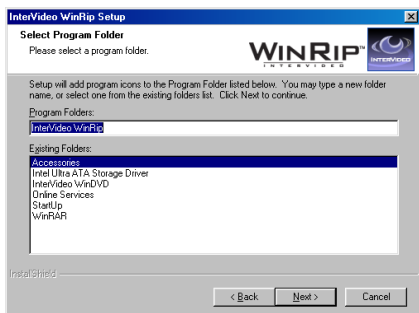 InterVideo WinRip Setup
Select Program Folder
Please select a program folder.
WINRIP™
INTERVIDEO
INTERVIDEO
Setup will add program icons to the Program Folder listed below. You may type a new folder
name, or select one from the existing folders list. Click Next to continue.
Program Folders:
InterVideo WinRip
Existing Folders:
Accessories
Intel Ultra ATA Storage Driver
InterVideo WinDVD
Online Services
StartUp
WinRAR
InstallShield
< Back
Next >
Cancel